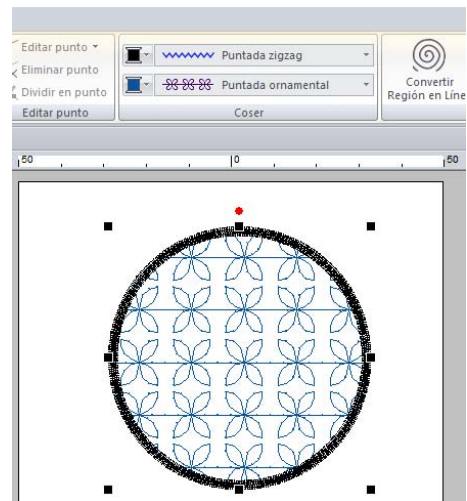 Editar punto
Eliminar punto
Dividir en punto
Editar punto
Puntada zigzag
Puntada ornamental
Coser
Convertir
Región en Líne
50
0
50